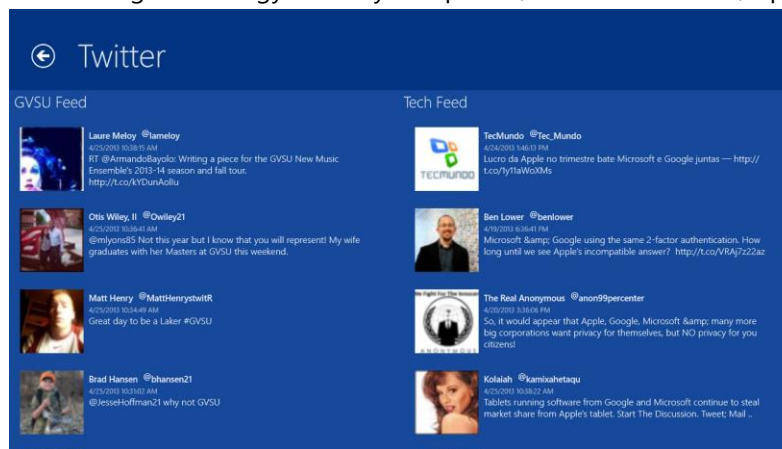 Twitter
GVSU Feed
Laure Meloy @lameloy
4/25/2013 10:38:15 AM
RT @ArmandoBayolo: Writing a piece for the GVSU New Music
Ensemble's 2013-14 season and fall tour.
http://t.co/kYDunAollu
Otis Wiley, II @Owiley21
4/25/2013 10:36:41 AM
@mlyons85 Not this year but I know that you will represent! My wife
graduates with her Masters at GVSU this weekend.
Matt Henry @MattHenrystwitR
4/25/2013 10:34:49 AM
Great day to be a Laker #GVSU
Brad Hansen @bhansen21
4/25/2013 10:31:02 AM
@JesseHoffman21 why not GVSU
Tech Feed
TecMundo @Tec_Mundo
4/24/2013 1:46:13 PM
Lucro da Apple no trimestre bate Microsoft e Google juntas — http://
t.co/1y11aWoXMs
TECMUNDO
Ben Lower @benlower
4/19/2013 6:36:41 PM
Microsoft &amp; Google using the same 2-factor authentication. How
long until we see Apple's incompatible answer? http://t.co/VRAj7z22az
The Real Anonymous @anon99percenter
4/20/2013 3:36:06 PM
So, it would appear that Apple, Google, Microsoft &amp; many more
big corporations want privacy for themselves, but NO privacy for you
citizens!
We Fight For The
ANONYMOUS
Kolaiah @kamixahetaqu
4/25/2013 10:38:22 AM
Tablets running software from Google and Microsoft continue to steal
market share from Apple's tablet. Start The Discussion. Tweet; Mail ..